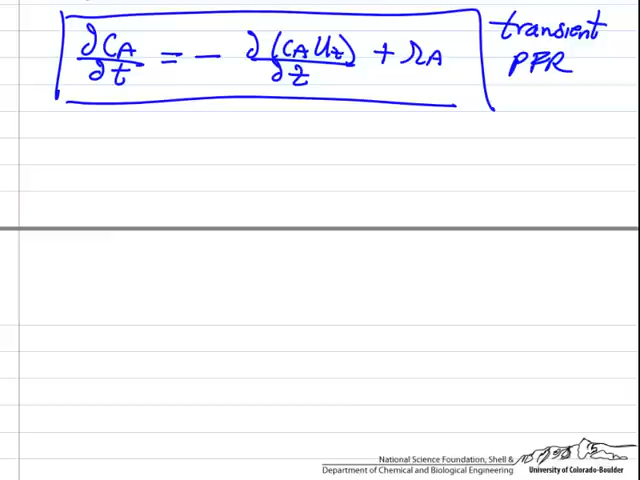 ∂C_A/∂t = - ∂(C_A U_z)/∂z + r_A
transient
PFR
National Science Foundation, Shell &
Department of Chemical and Biological Engineering
University of Colorado-Boulder